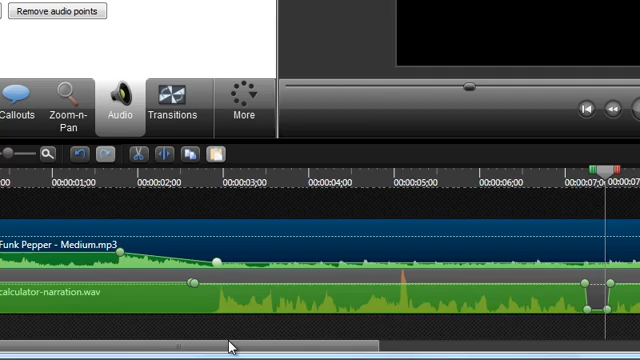 Remove audio points
Callouts
Zoom-n-
Pan
Audio
Transitions
More
00:00:01;00
00:00:02;00
00:00:03;00
00:00:04;00
00:00:05;00
00:00:06;00
Funk Pepper - Medium.mp3
calculator-narration.wav